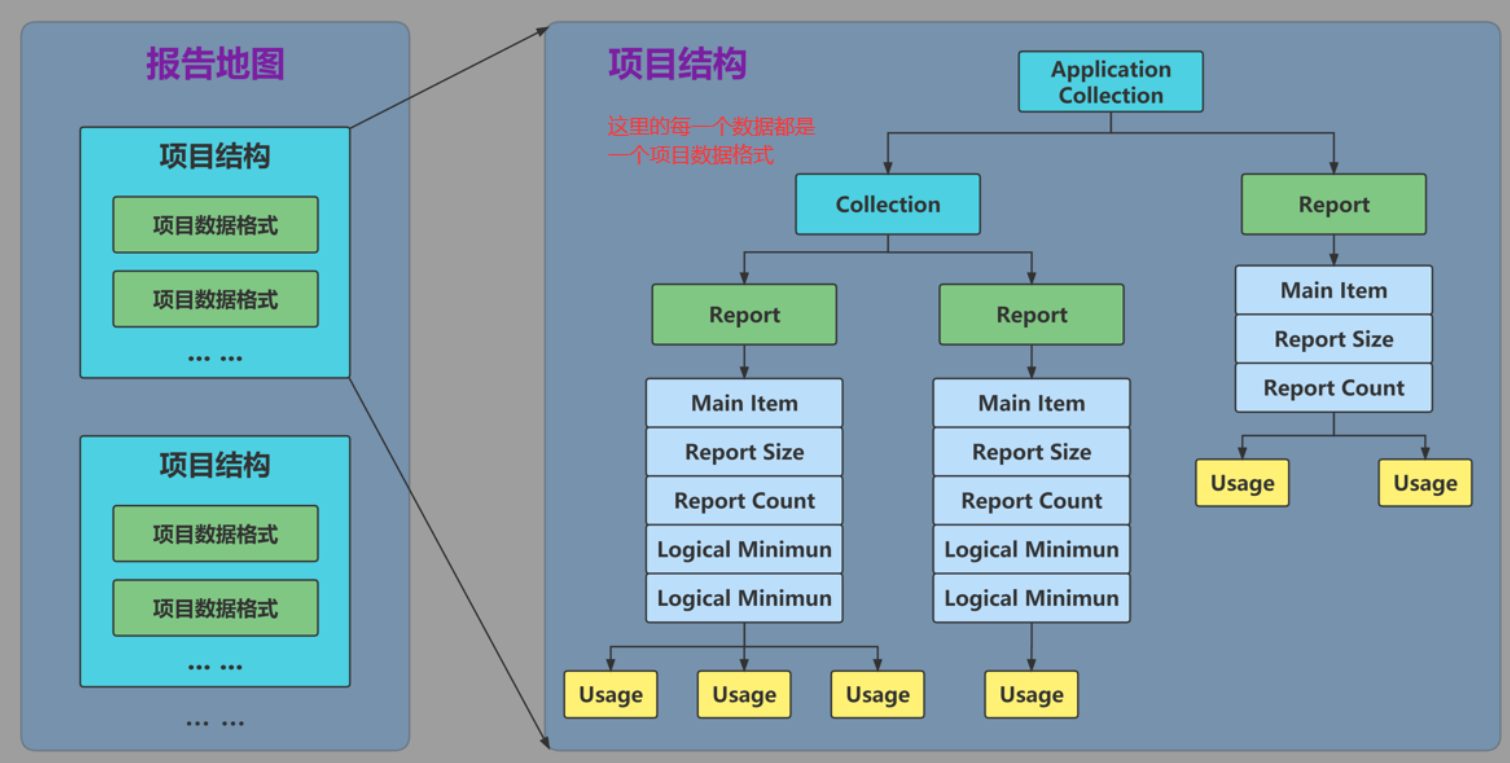 报告地图
项目结构
项目数据格式
项目数据格式
... ...
项目结构
项目数据格式
项目数据格式
... ...
... ...
项目结构
这里的每一个数据都是
一个项目数据格式
Application
Collection
Collection
Report
Report
Report
Main Item
Report Size
Report Count
Logical Minimun
Logical Minimun
Usage
Usage
Usage
Main Item
Report Size
Report Count
Logical Minimun
Logical Minimun
Usage
Main Item
Report Size
Report Count
Usage
Usage